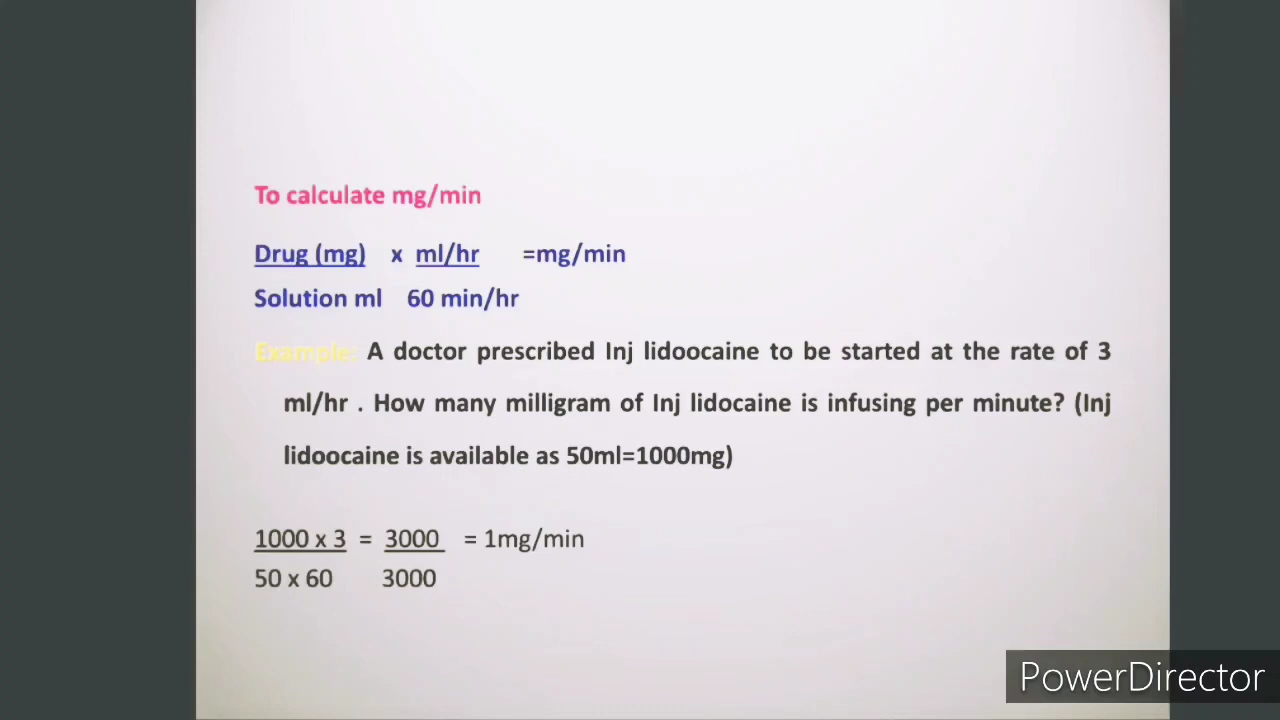 To calculate mg/min
Drug (mg) x ml/hr =mg/min
Solution ml 60 min/hr
Example: A doctor prescribed Inj lidoocaine to be started at the rate of 3
ml/hr . How many milligram of Inj lidocaine is infusing per minute? (Inj
lidoocaine is available as 50ml=1000mg)
1000 x 3 = 3000 = 1mg/min
50 x 60 3000
PowerDirector